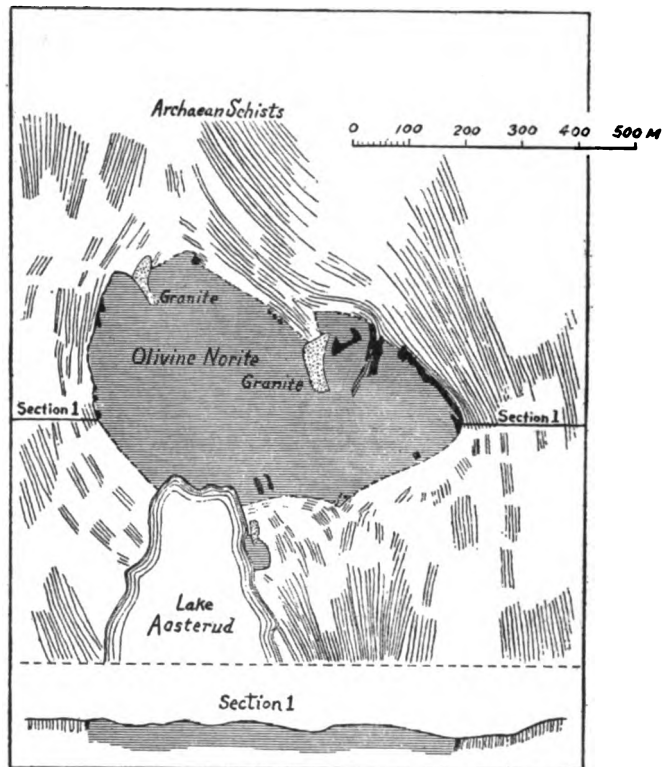 Archaean Schists
0 100 200 300 400 500 M
Granite
Olivine Norite
Granite
Section 1
Section 1
Lake
Aasterud
Section 1